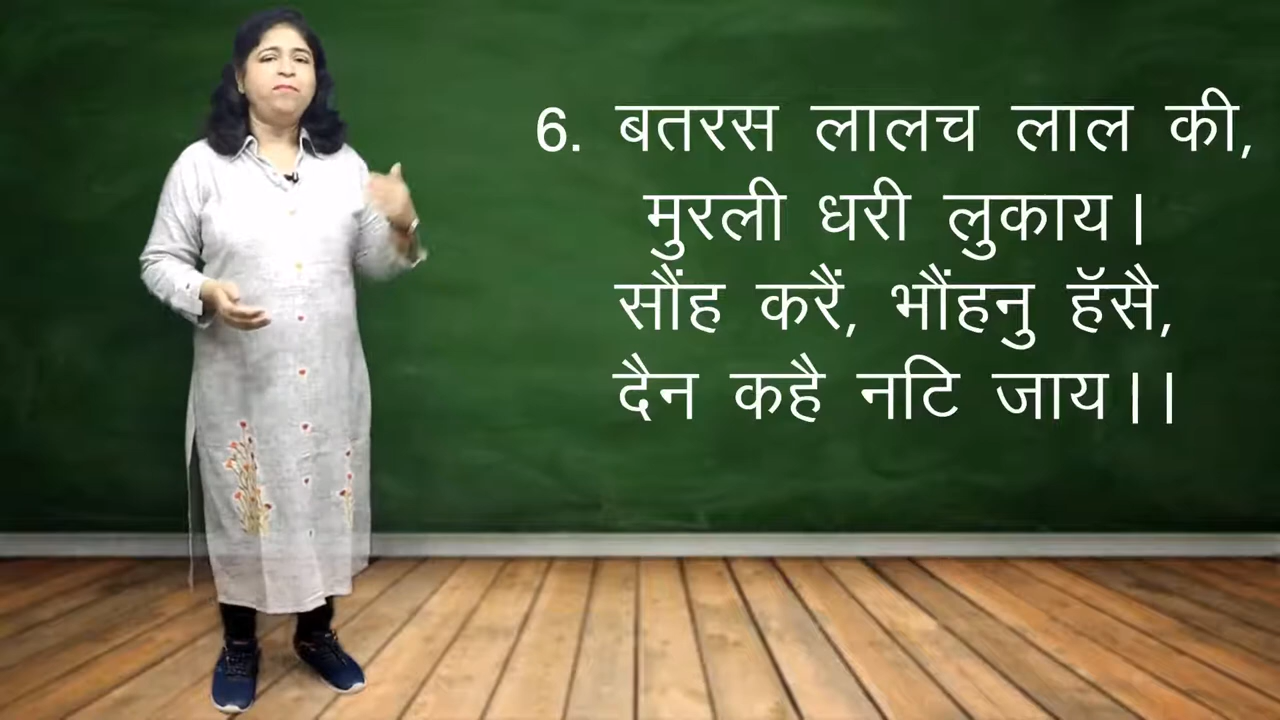 6. बतरस लालच लाल की,
मुरली धरी लुकाय।
सौंह करैं, भौंहनु हॅसै,
दैन कहै नटि जाय।।